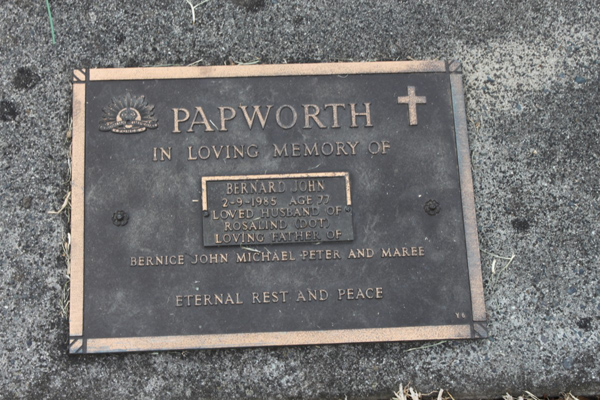 PAPWORTH
IN LOVING MEMORY OF
BERNARD JOHN
2-9-1985 AGE 77
LOVED HUSBAND OF
ROSALIND (DOT)
LOVING FATHER OF
BERNICE JOHN MICHAEL PETER AND MAREE
ETERNAL REST AND PEACE